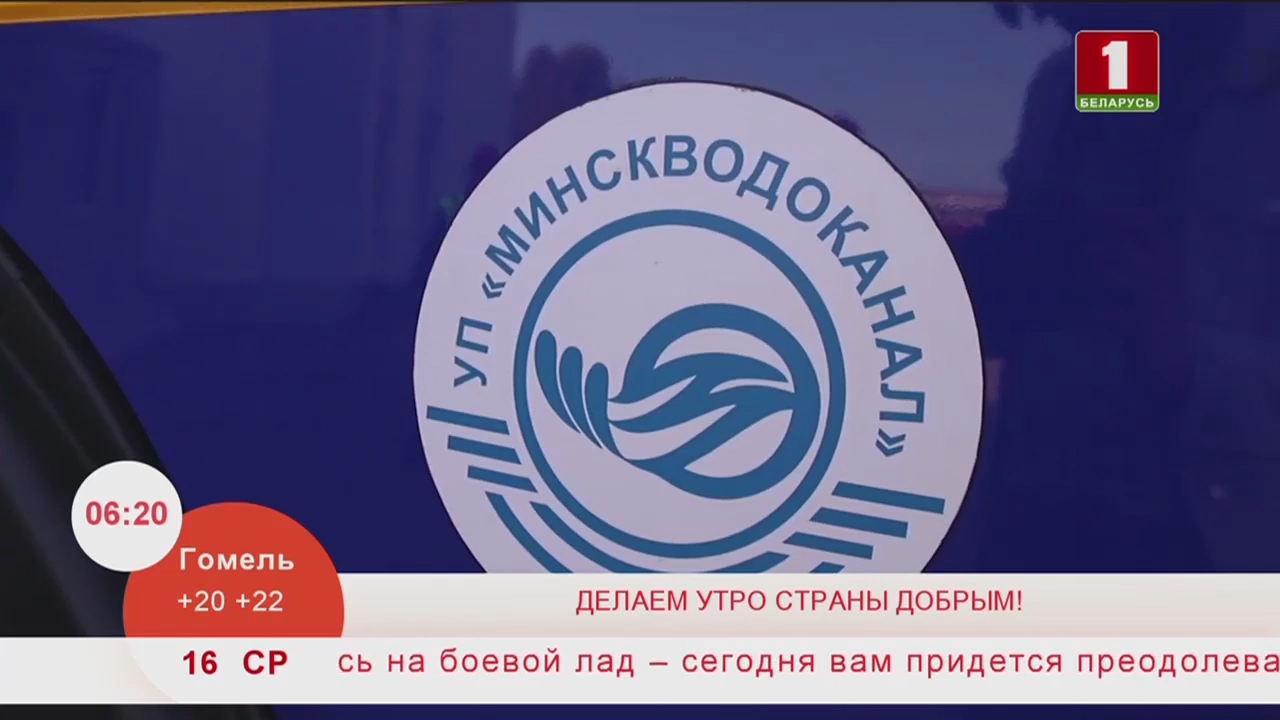 1
БЕЛАРУСЬ
УП «МИНСКВОДОКАНАЛ»
06:20
Гомель
+20 +22
ДЕЛАЕМ УТРО СТРАНЫ ДОБРЫМ!
16 СР
сь на боевой лад – сегодня вам придется преодолева